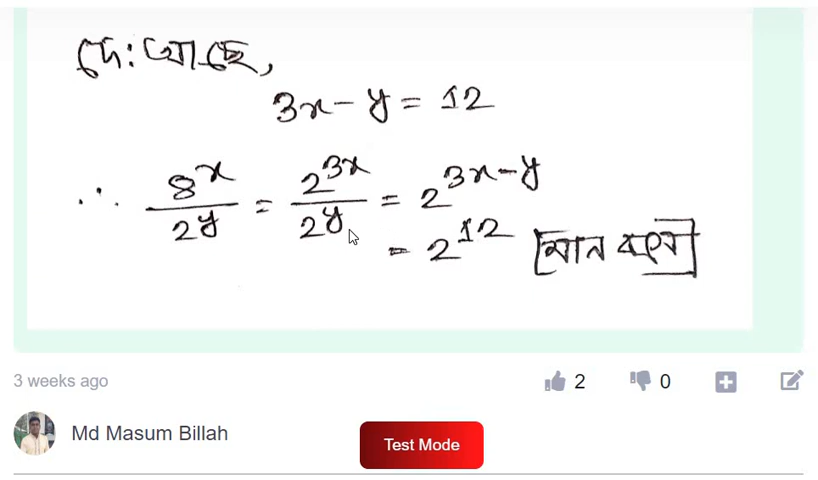 দে: আছে,
3x - y = 12
∴ 8^x / 2^y = 2^3x / 2^y = 2^3x-y
= 2^12 [মান বসে]
3 weeks ago 2 0
Md Masum Billah
Test Mode